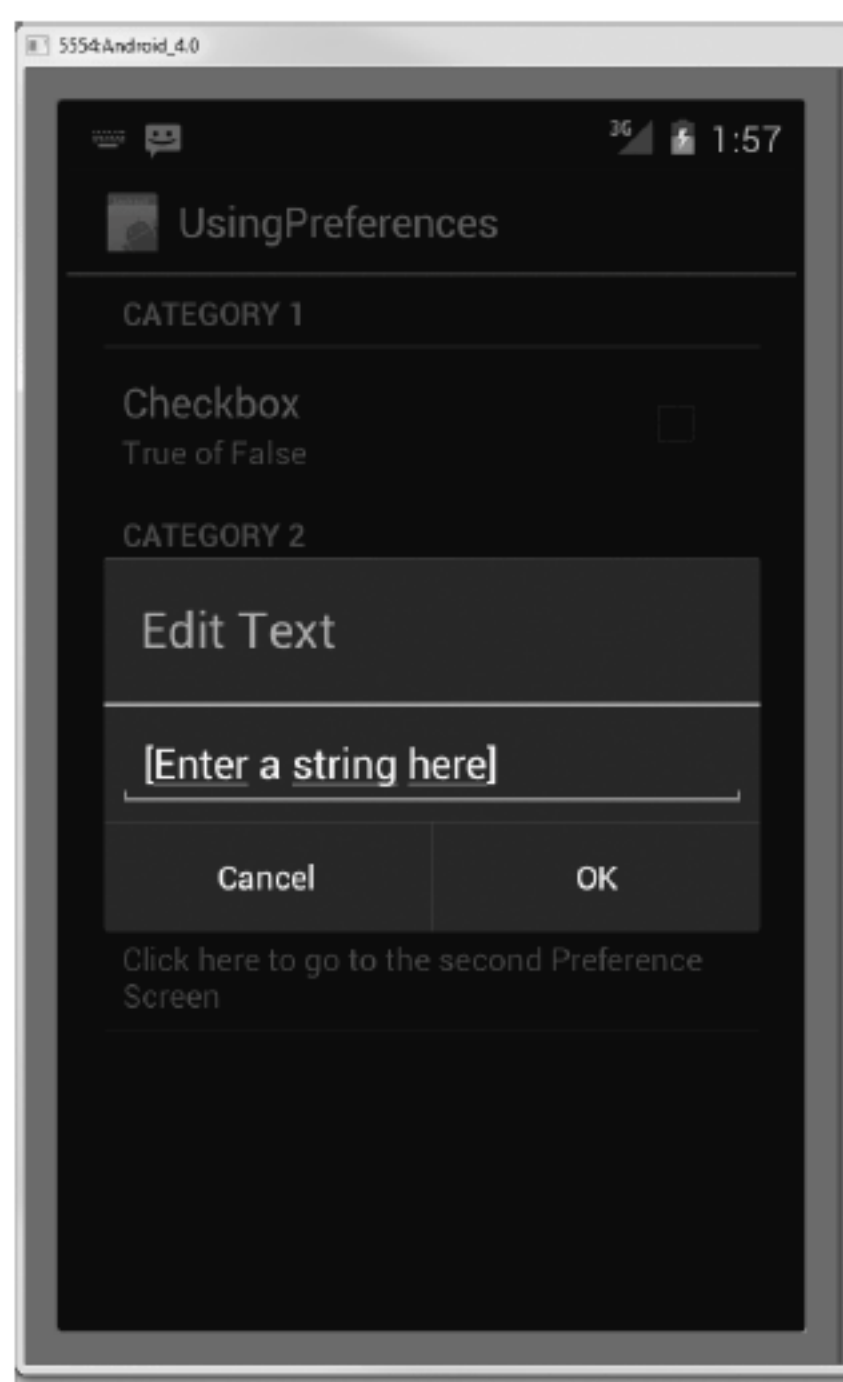 5554:Android_4.0
3G 1:57
UsingPreferences
CATEGORY 1
Checkbox
True of False
CATEGORY 2
Edit Text
[Enter a string here]
Cancel OK
Click here to go to the second Preference
Screen